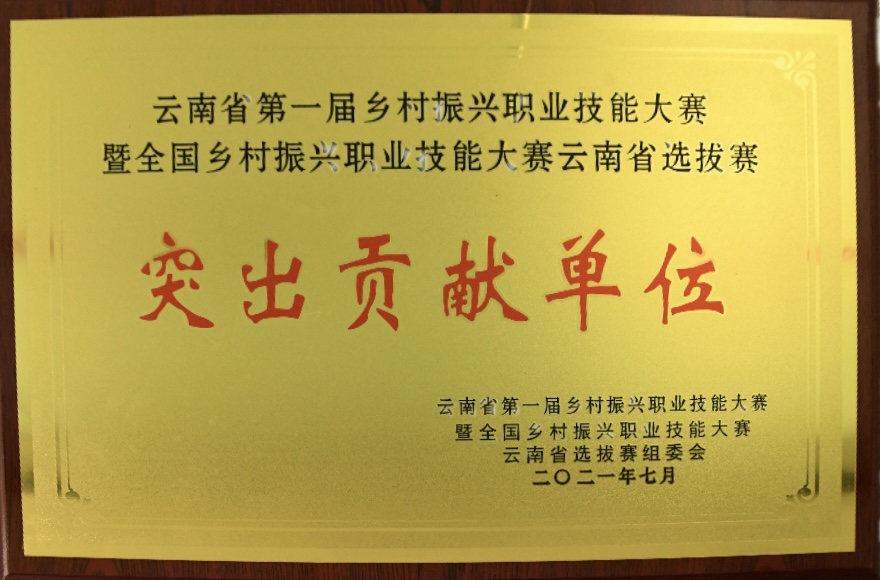 云南省第一届乡村振兴职业技能大赛
暨全国乡村振兴职业技能大赛云南省选拔赛
突出贡献单位
云南省第一届乡村振兴职业技能大赛
暨全国乡村振兴职业技能大赛
云南省选拔赛组委会
二〇二一年七月